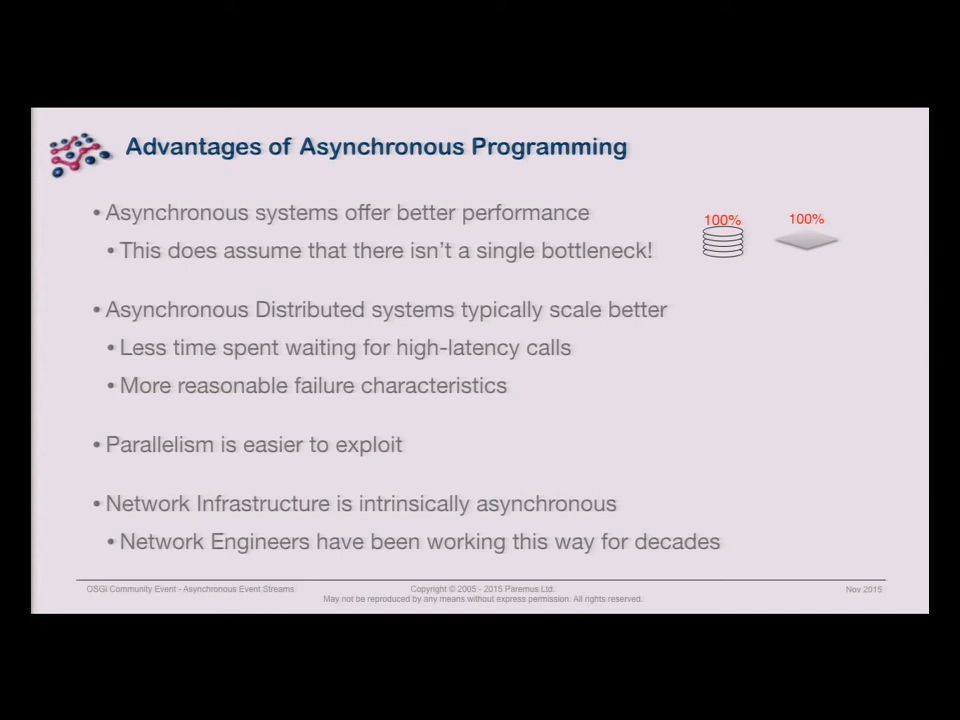 Advantages of Asynchronous Programming
• Asynchronous systems offer better performance
100%
100%
• This does assume that there isn't a single bottleneck!
• Asynchronous Distributed systems typically scale better
• Less time spent waiting for high-latency calls
• More reasonable failure characteristics
• Parallelism is easier to exploit
• Network Infrastructure is intrinsically asynchronous
• Network Engineers have been working this way for decades
OSGi Community Event - Asynchronous Event Streams
Copyright © 2005 - 2015 Paremus Ltd.
May not be reproduced by any means without express permission. All rights reserved.
Nov 2015